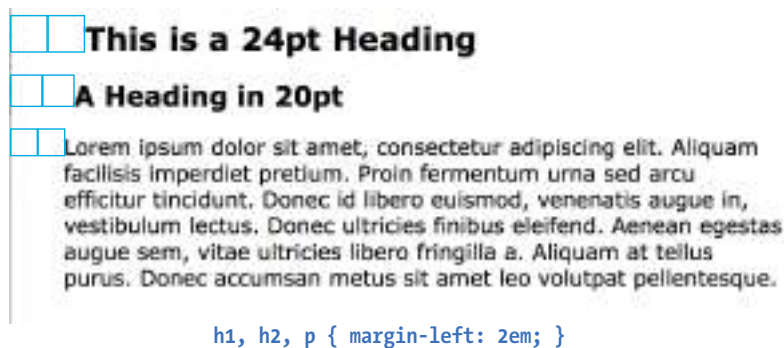 This is a 24pt Heading
A Heading in 20pt
Lorem ipsum dolor sit amet, consectetur adipiscing elit. Aliquam
facilisis imperdiet pretium. Proin fermentum urna sed arcu
efficitur tincidunt. Donec id libero euismod, venenatis augue in,
vestibulum lectus. Donec ultricies finibus eleifend. Aenean egestas
augue sem, vitae ultricies libero fringilla a. Aliquam at tellus
purus. Donec accumsan metus sit amet leo volutpat pellentesque.
h1, h2, p { margin-left: 2em; }